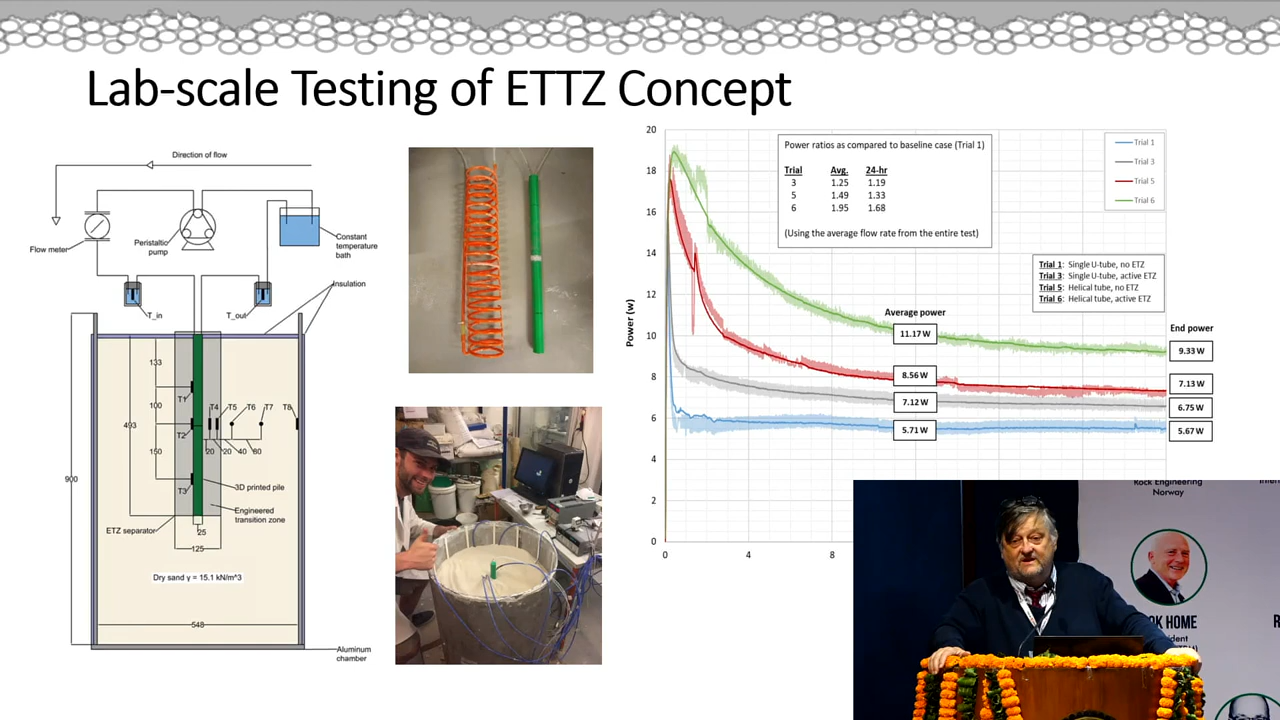 Lab-scale Testing of ETTZ Concept
Direction of flow
Flow meter
Peristaltic
pump
Constant
temperature
bath
T_in
T_out
Insulation
133
T1
100
T4
T5
T6
T7
T8
493
T2
20
20
40
80
150
900
T3
3D printed pile
Engineered
transition zone
ETZ separator
25
125
Dry sand γ = 15.1 kN/m^3
548
Aluminum
chamber
20
18
16
14
12
10
8
6
4
2
0
Power (w)
0
4
8
Power ratios as compared to baseline case (Trial 1)
Trial Avg. 24-hr
3 1.25 1.19
5 1.49 1.33
6 1.95 1.68
(Using the average flow rate from the entire test)
Trial 1
Trial 3
Trial 5
Trial 6
Trial 1: Single U-tube, no ETZ
Trial 3: Single U-tube, active ETZ
Trial 5: Helical tube, no ETZ
Trial 6: Helical tube, active ETZ
Average power
11.17 W
8.56 W
7.12 W
5.71 W
End power
9.33 W
7.13 W
6.75 W
5.67 W
Rock Engineering
Norway
HOME